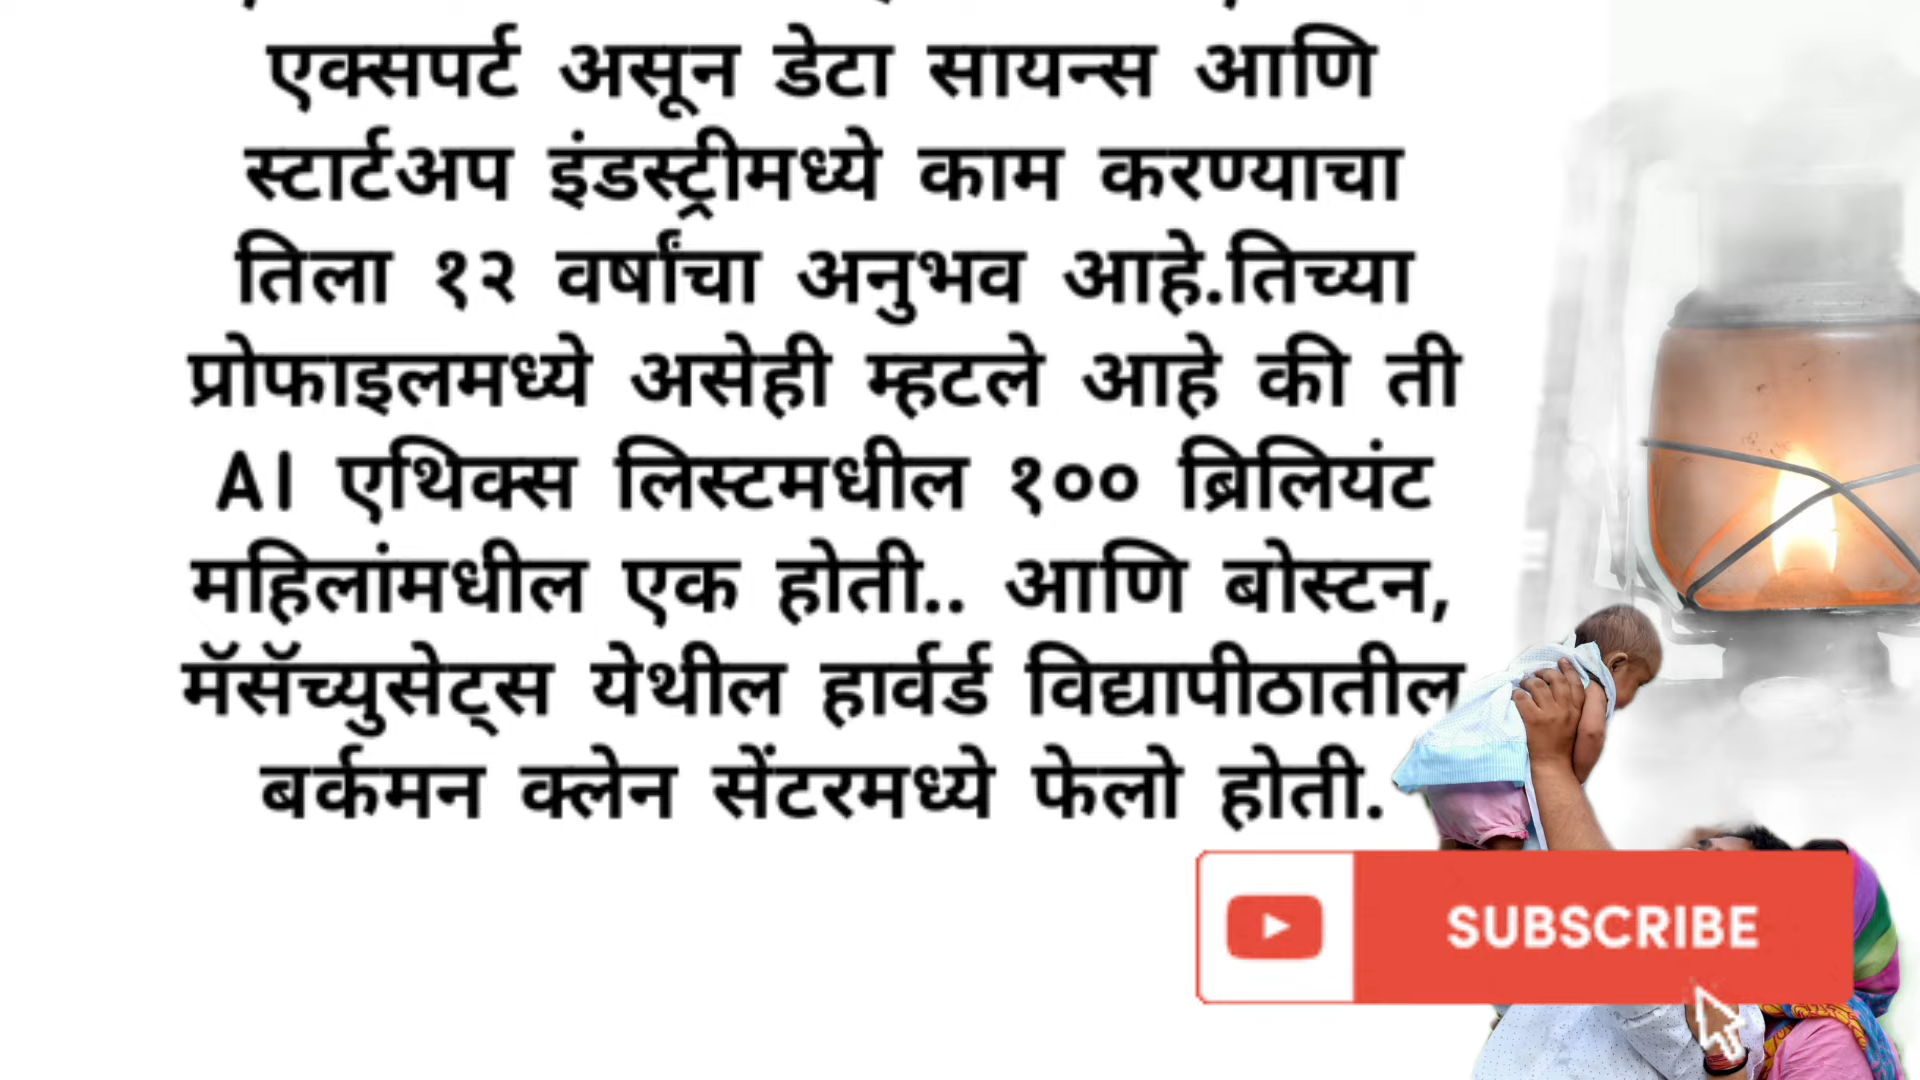 एक्सपर्ट असून डेटा सायन्स आणि
स्टार्टअप इंडस्ट्रीमध्ये काम करण्याचा
तिला १२ वर्षांचा अनुभव आहे.तिच्या
प्रोफाइलमध्ये असेही म्हटले आहे की ती
AI एथिक्स लिस्टमधील १०० ब्रिलियंट
महिलांमधील एक होती.. आणि बोस्टन,
मॅसॅच्युसेट्स येथील हार्वर्ड विद्यापीठातील
बर्कमन क्लेन सेंटरमध्ये फेलो होती.
SUBSCRIBE